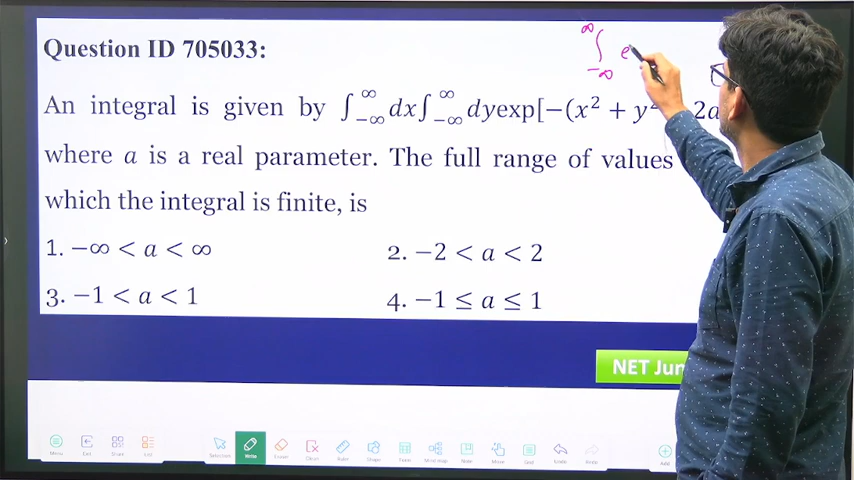 Question ID 705033:
∞
∫ e
-∞
An integral is given by ∫_{-∞}^{∞} dx ∫_{-∞}^{∞} dy exp[-(x² + y² 2a
where a is a real parameter. The full range of values
which the integral is finite, is
1. -∞ < a < ∞ 2. -2 < a < 2
3. -1 < a < 1 4. -1 ≤ a ≤ 1
NET Jun